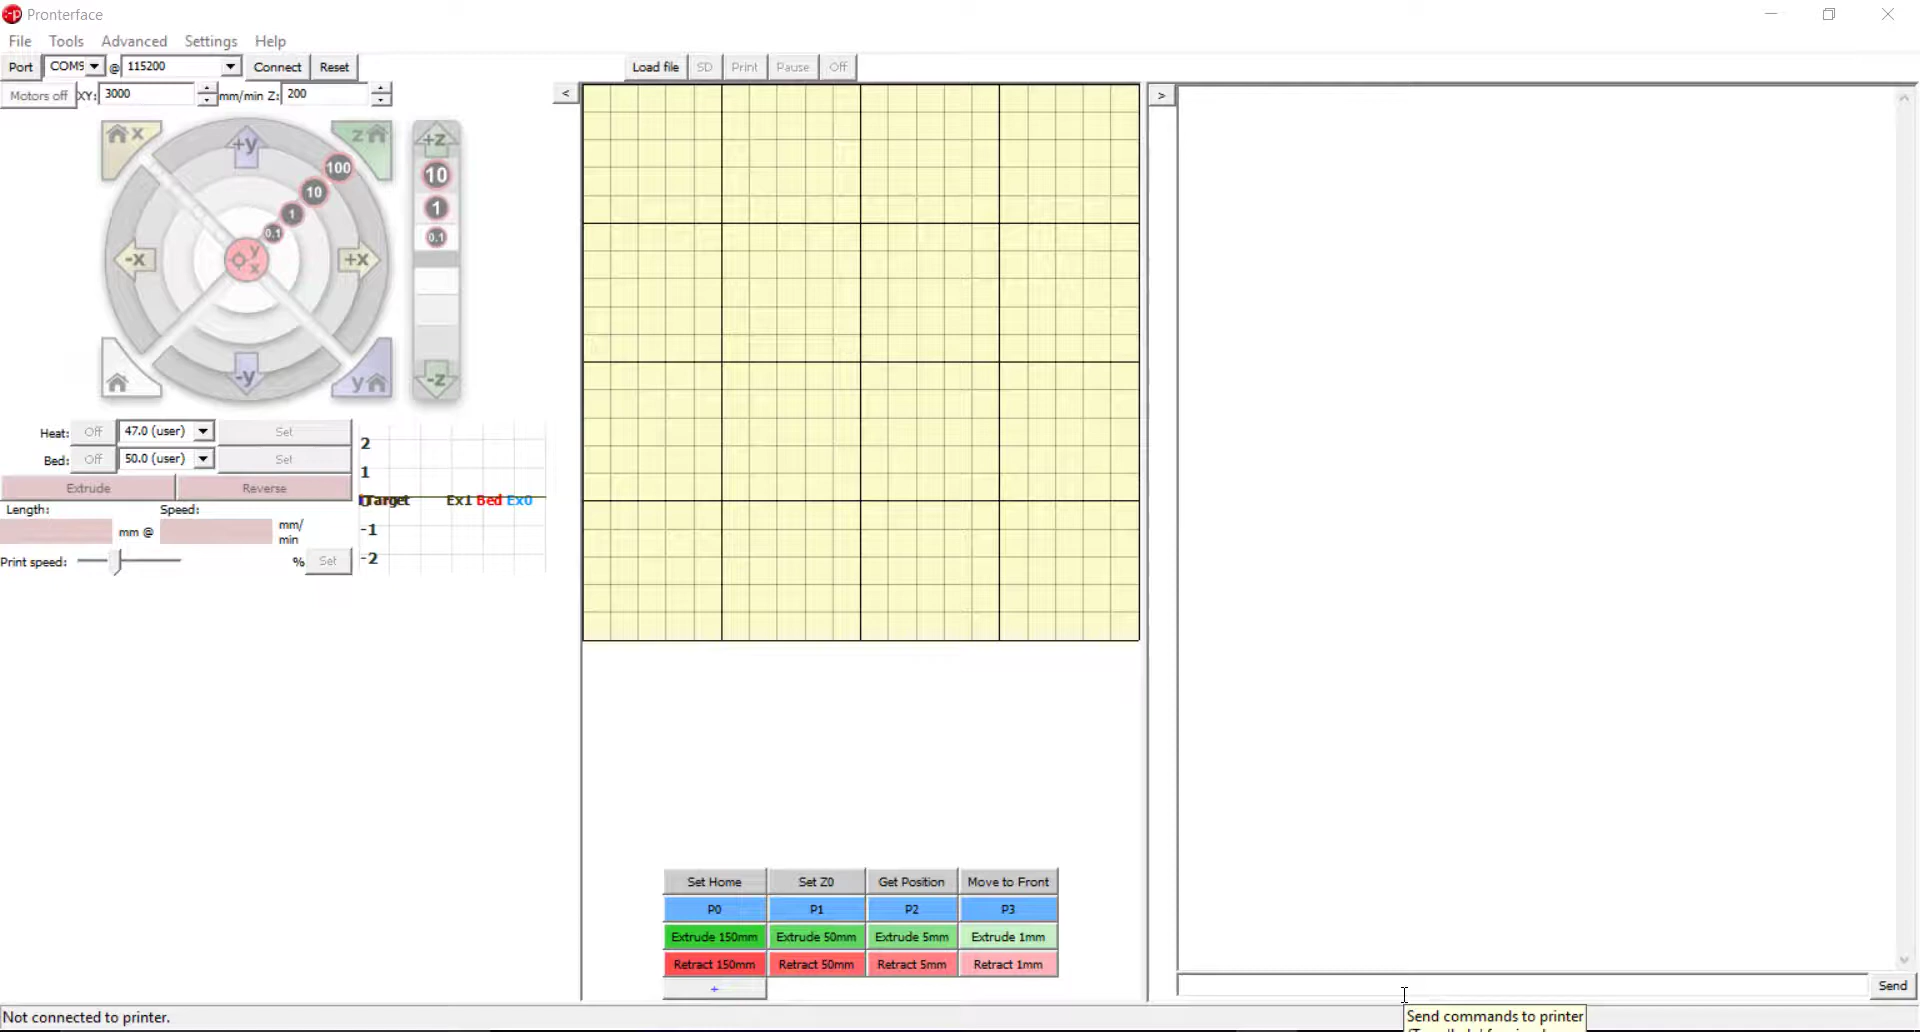 Pronterface
File Tools Advanced Settings Help
Port COM9 @ 115200 Connect Reset Load file SD Print Pause Off
Motors off XY: 3000 mm/min Z: 200 < >
x z +y +z
100 10
10
1 1
0.1 0.1
-x y x +x
-y y -z
Heat: Off 47.0 (user) Set
Bed: Off 50.0 (user) Set
Extrude Reverse
Length: Speed:
mm @ mm/
min
Print speed: % Set
2
1
Target Ex1 Bed Ex0
-1
-2
Set Home Set Z0 Get Position Move to Front
P0 P1 P2 P3
Extrude 150mm Extrude 50mm Extrude 5mm Extrude 1mm
Retract 150mm Retract 50mm Retract 5mm Retract 1mm
+
Send
Not connected to printer.
Send commands to printer